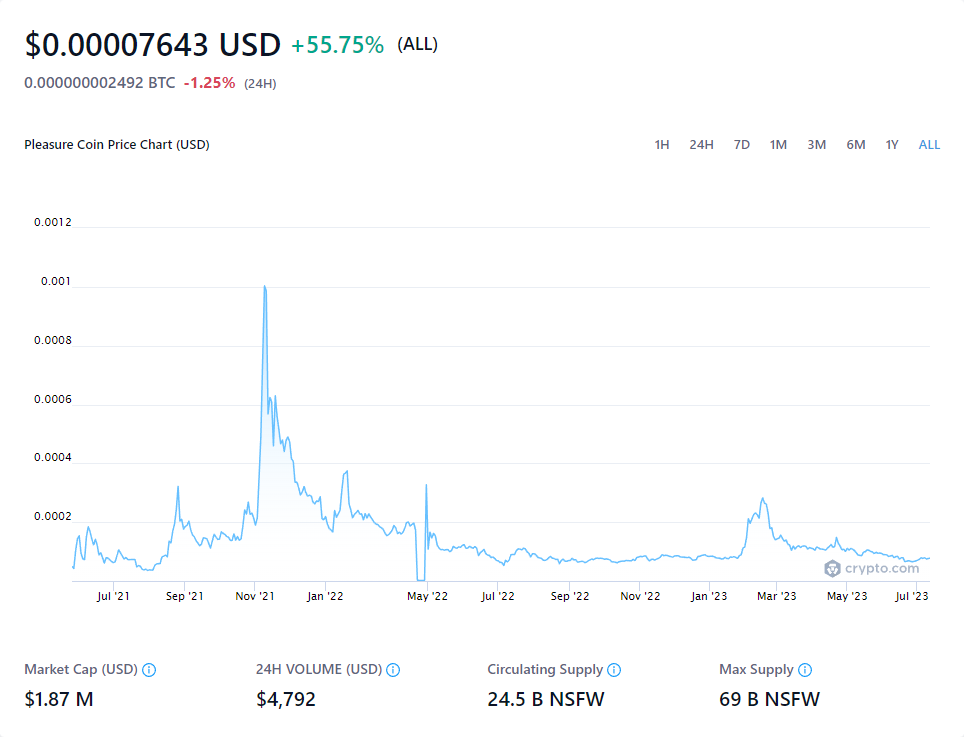 $0.00007643 USD +55.75% (ALL)
0.000000002492 BTC -1.25% (24H)
Pleasure Coin Price Chart (USD) 1H 24H 7D 1M 3M 6M 1Y ALL
0.0012
0.001
0.0008
0.0006
0.0004
0.0002
crypto.com
Jul '21 Sep '21 Nov '21 Jan '22 May '22 Jul '22 Sep '22 Nov '22 Jan '23 Mar '23 May '23 Jul '23
Market Cap (USD) 24H VOLUME (USD) Circulating Supply Max Supply
$1.87 M $4,792 24.5 B NSFW 69 B NSFW